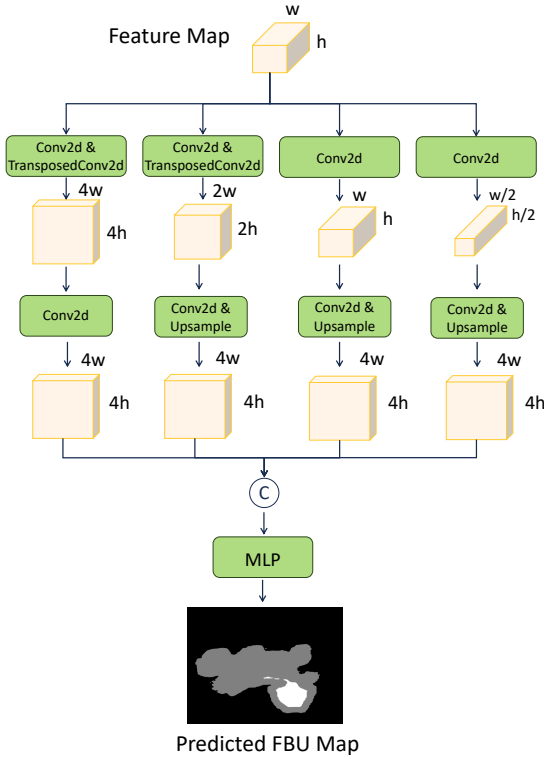 w
Feature Map
h
Conv2d &
TransposedConv2d
Conv2d &
TransposedConv2d
Conv2d
Conv2d
4w
4h
2w
2h
w
h
w/2
h/2
Conv2d
Conv2d &
Upsample
Conv2d &
Upsample
Conv2d &
Upsample
4w
4h
4w
4h
4w
4h
4w
4h
C
MLP
Predicted FBU Map